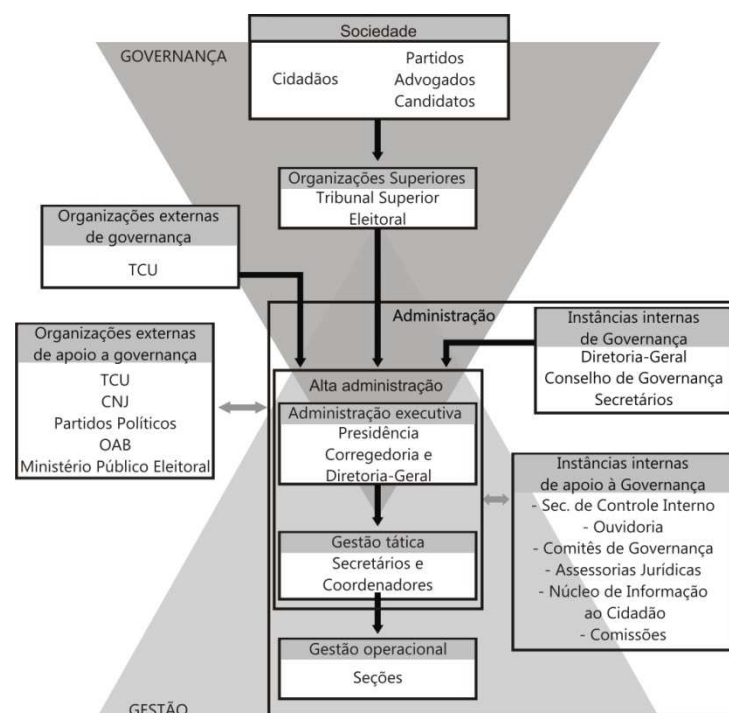 Sociedade
GOVERNANÇA
Cidadãos
Partidos
Advogados
Candidatos
Organizações Superiores
Tribunal Superior
Eleitoral
Organizações externas
de governança
TCU
Administração
Organizações externas
de apoio a governança
TCU
CNJ
Partidos Políticos
OAB
Ministério Público Eleitoral
Instâncias internas
de Governança
Diretoria-Geral
Conselho de Governança
Secretários
Alta administração
Administração executiva
Presidência
Corregedoria e
Diretoria-Geral
Instâncias internas
de apoio à Governança
- Sec. de Controle Interno
- Ouvidoria
- Comitês de Governança
- Assessorias Jurídicas
- Núcleo de Informação
ao Cidadão
- Comissões
Gestão tática
Secretários e
Coordenadores
Gestão operacional
Seções
GESTÃO